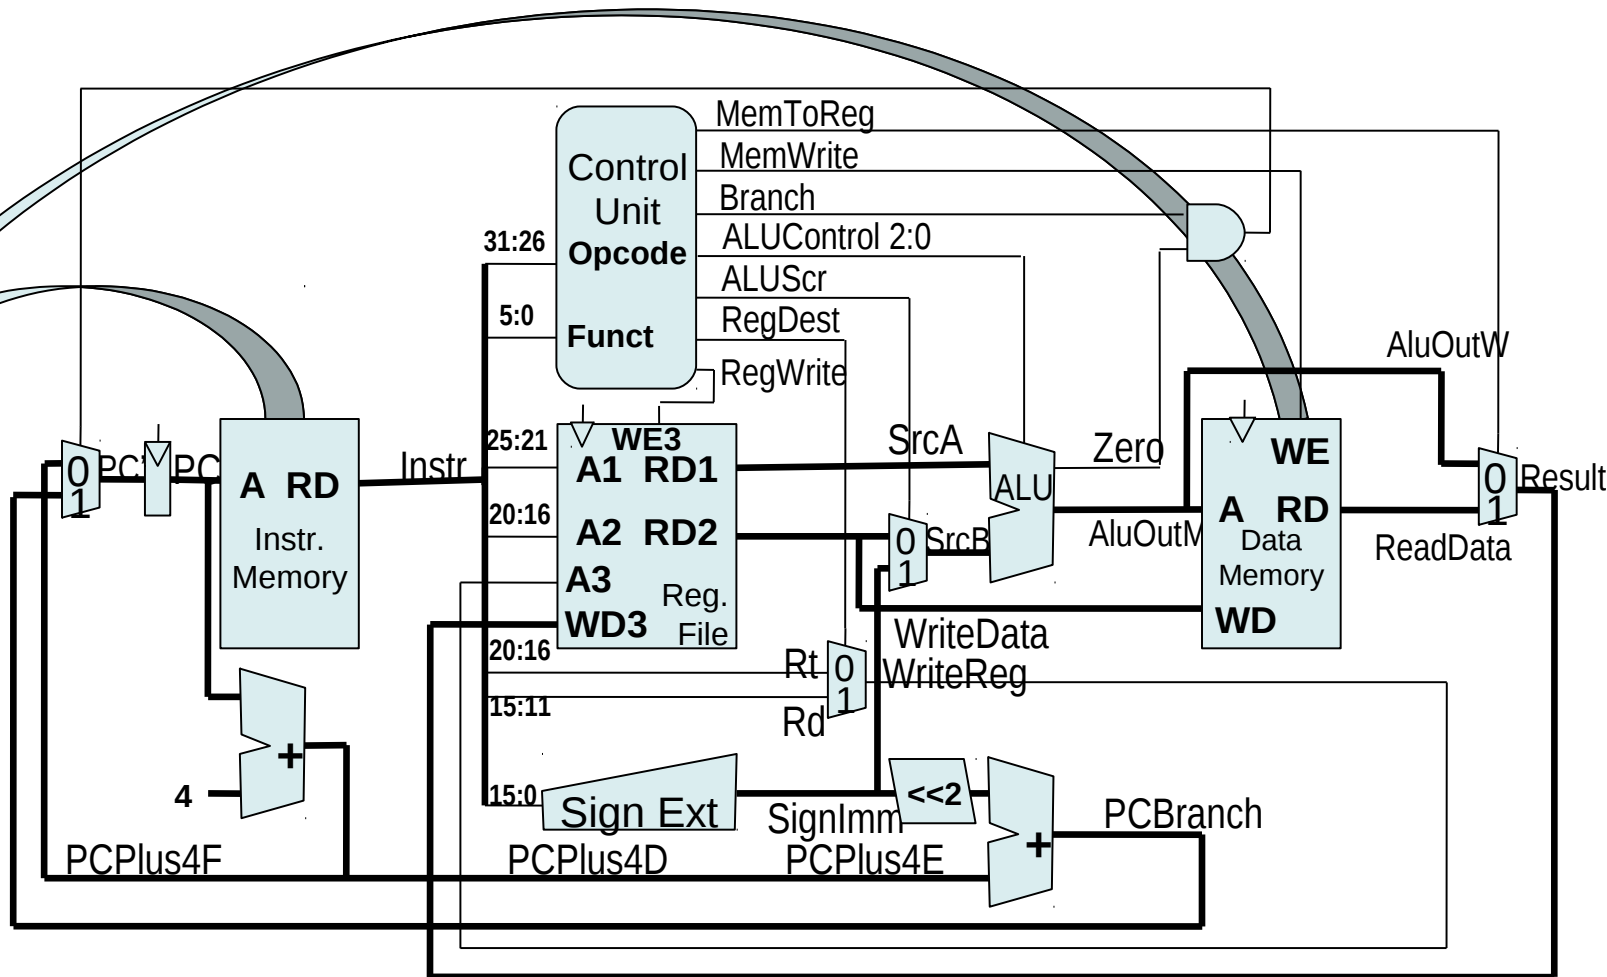 MemToReg
MemWrite
Branch
ALUControl 2:0
ALUScr
RegDest
RegWrite
Control
Unit
Opcode
Funct
31:26
5:0
25:21
20:16
20:16
15:11
15:0
AluOutW
0
1
PC'
PC
A RD
Instr.
Memory
Instr
WE3
A1 RD1
A2 RD2
A3
WD3
Reg.
File
SrcA
0
1
SrcB
ALU
Zero
AluOutM
WE
A RD
Data
Memory
WD
0
1
Result
ReadData
WriteData
WriteReg
Rt
Rd
0
1
+
4
Sign Ext
SignImm
<<2
+
PCBranch
PCPlus4F
PCPlus4D
PCPlus4E